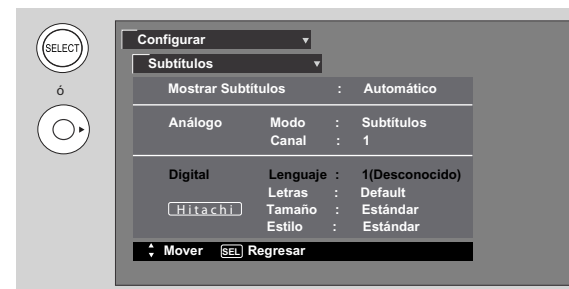 SELECT
ó
Configurar
Subtítulos
Mostrar Subtítulos : Automático
Análogo Modo : Subtítulos
Canal : 1
Digital Lenguaje : 1(Desconocido)
Letras : Default
Hitachi Tamaño : Estándar
Estilo : Estándar
Mover SEL Regresar